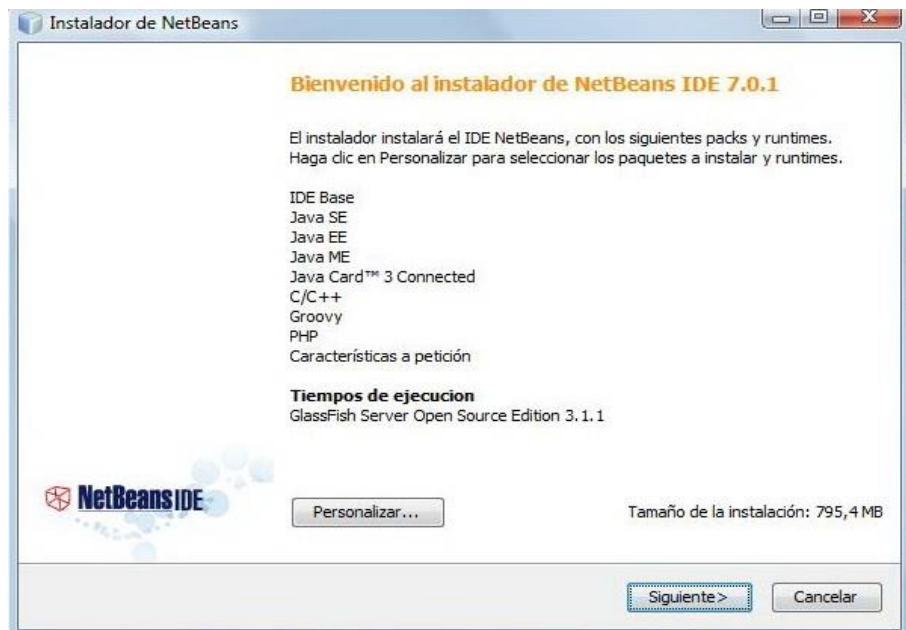 Instalador de NetBeans
Bienvenido al instalador de NetBeans IDE 7.0.1
El instalador instalará el IDE NetBeans, con los siguientes packs y runtimes.
Haga clic en Personalizar para seleccionar los paquetes a instalar y runtimes.
IDE Base
Java SE
Java EE
Java ME
Java Card™ 3 Connected
C/C++
Groovy
PHP
Características a petición
Tiempos de ejecucion
GlassFish Server Open Source Edition 3.1.1
NetBeans IDE
Personalizar...
Tamaño de la instalación: 795,4 MB
Siguiente>
Cancelar